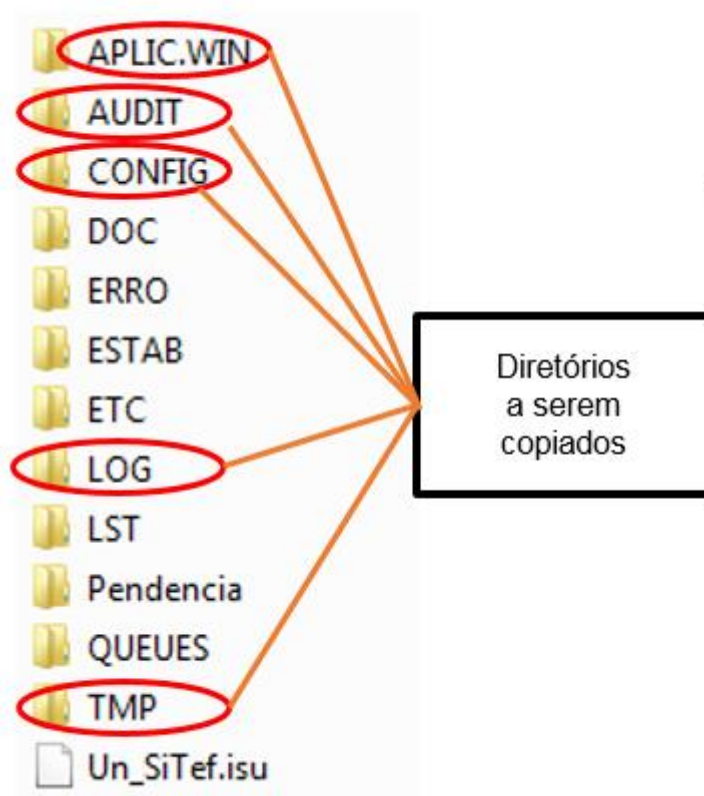 APLIC.WIN
AUDIT
CONFIG
DOC
ERRO
ESTAB
ETC
LOG
LST
Pendencia
QUEUES
TMP
Un_SiTef.isu
Diretórios
a serem
copiados